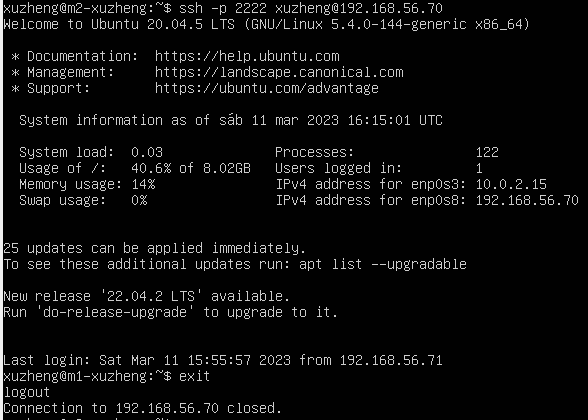 xuzheng@m2-xuzheng:~$ ssh -p 2222 xuzheng@192.168.56.70
Welcome to Ubuntu 20.04.5 LTS (GNU/Linux 5.4.0-144-generic x86_64)
* Documentation: https://help.ubuntu.com
* Management: https://landscape.canonical.com
* Support: https://ubuntu.com/advantage
System information as of sáb 11 mar 2023 16:15:01 UTC
System load: 0.03 Processes: 122
Usage of /: 40.6% of 8.02GB Users logged in: 1
Memory usage: 14% IPv4 address for enp0s3: 10.0.2.15
Swap usage: 0% IPv4 address for enp0s8: 192.168.56.70
25 updates can be applied immediately.
To see these additional updates run: apt list --upgradable
New release '22.04.2 LTS' available.
Run 'do-release-upgrade' to upgrade to it.
Last login: Sat Mar 11 15:55:57 2023 from 192.168.56.71
xuzheng@m1-xuzheng:~$ exit
logout
Connection to 192.168.56.70 closed.